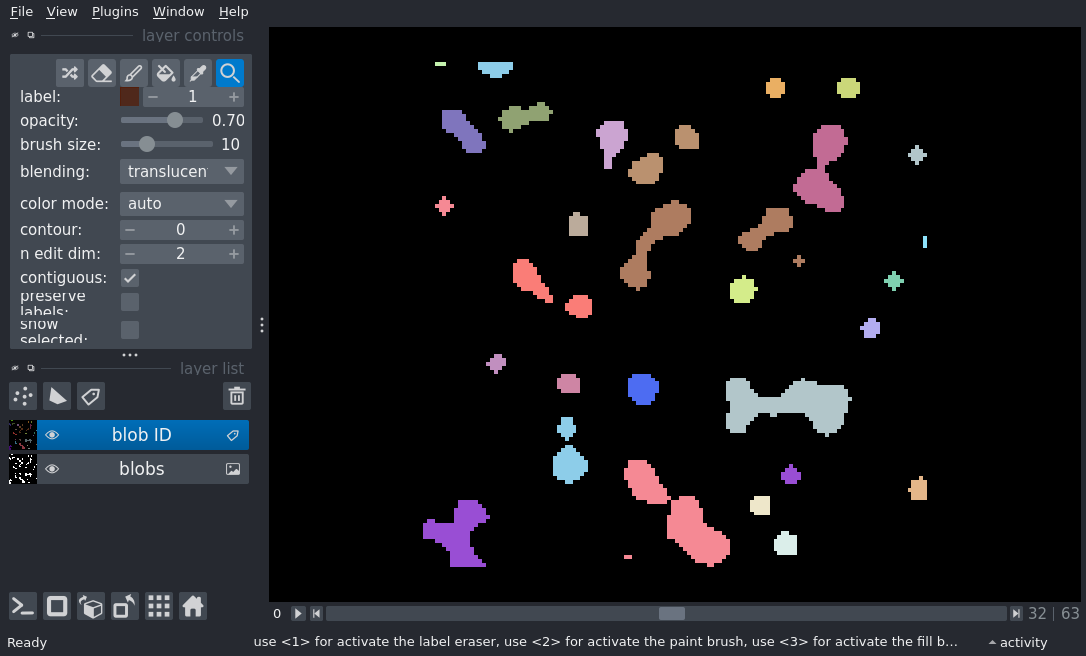 File View Plugins Window Help
layer controls
label: 1
opacity: 0.70
brush size: 10
blending: translucen
color mode: auto
contour: 0
n edit dim: 2
contiguous:
preserve
labels:
show
selected:
layer list
blob ID
blobs
0 32 | 63
Ready use <1> for activate the label eraser, use <2> for activate the paint brush, use <3> for activate the fill b... activity